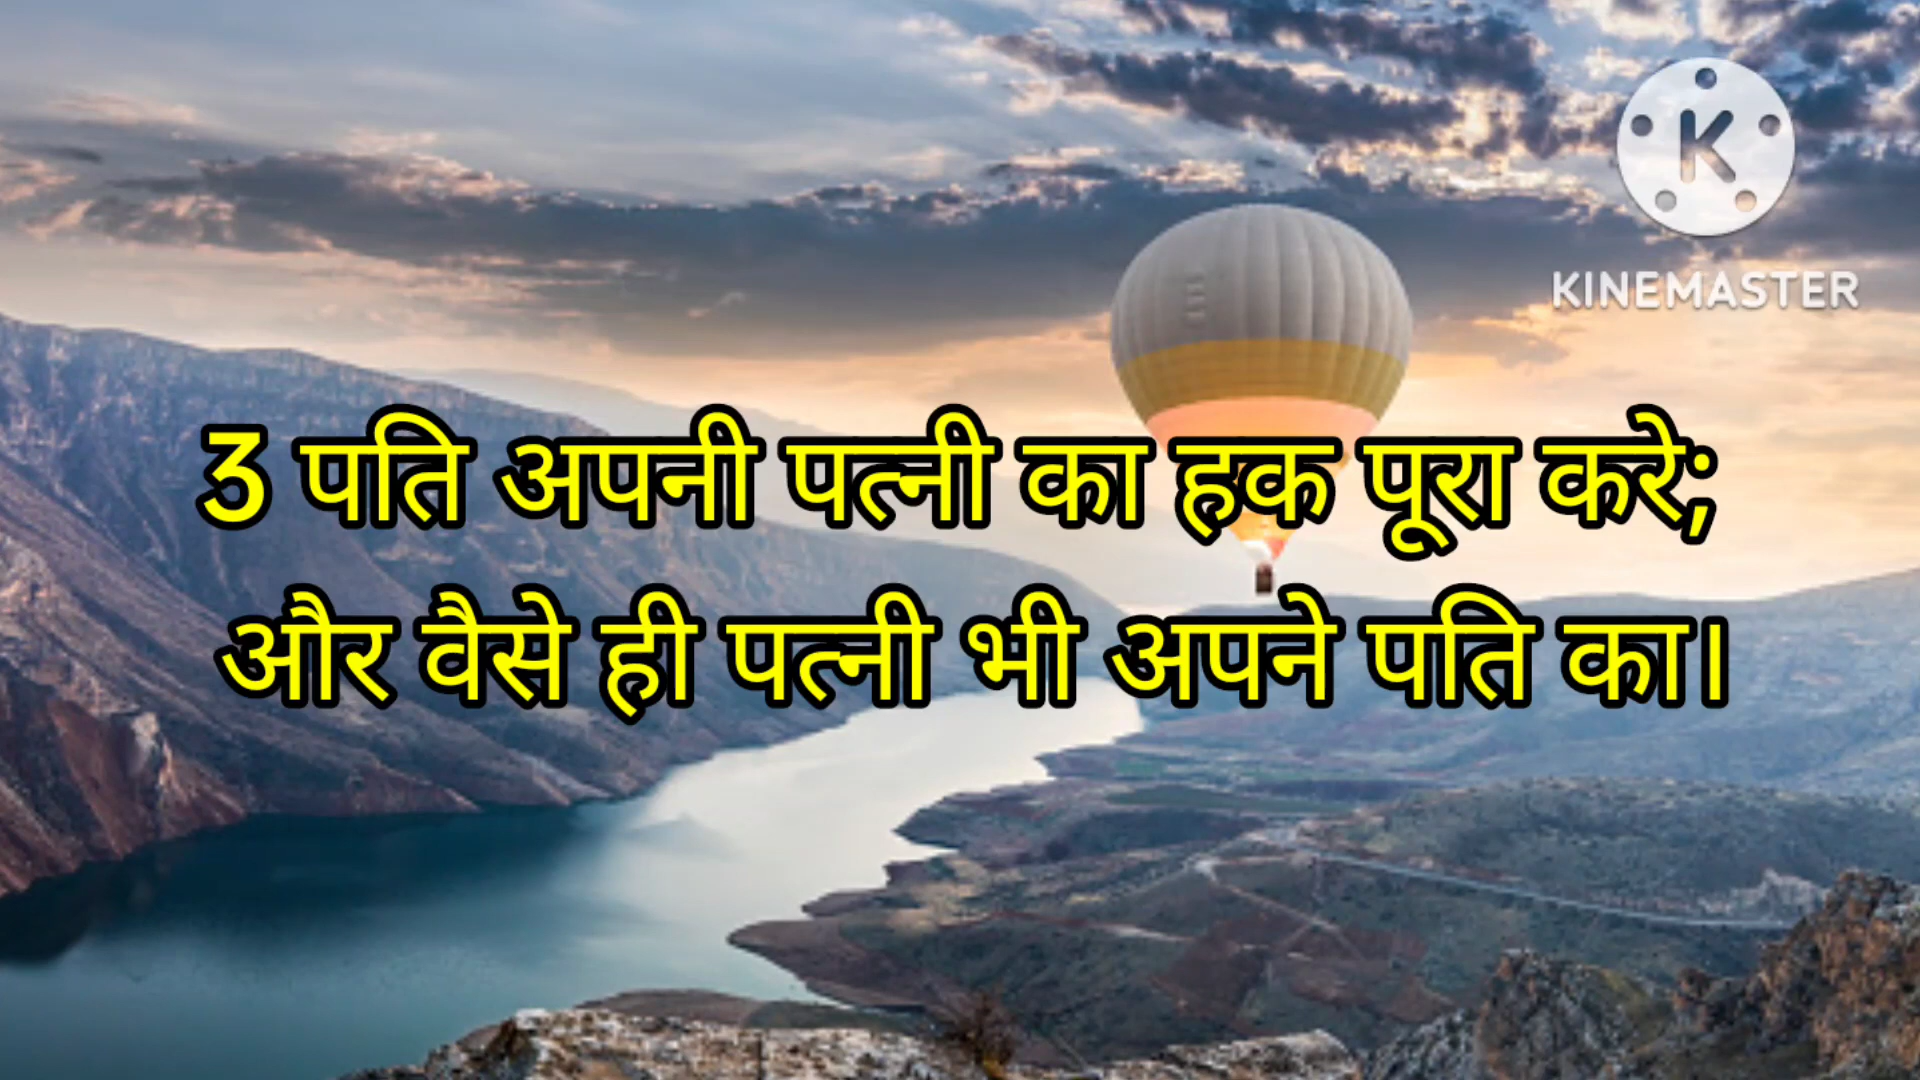 K
KINEMASTER
3 पति अपनी पत्नी का हक पूरा करे;
और वैसे ही पत्नी भी अपने पति का।